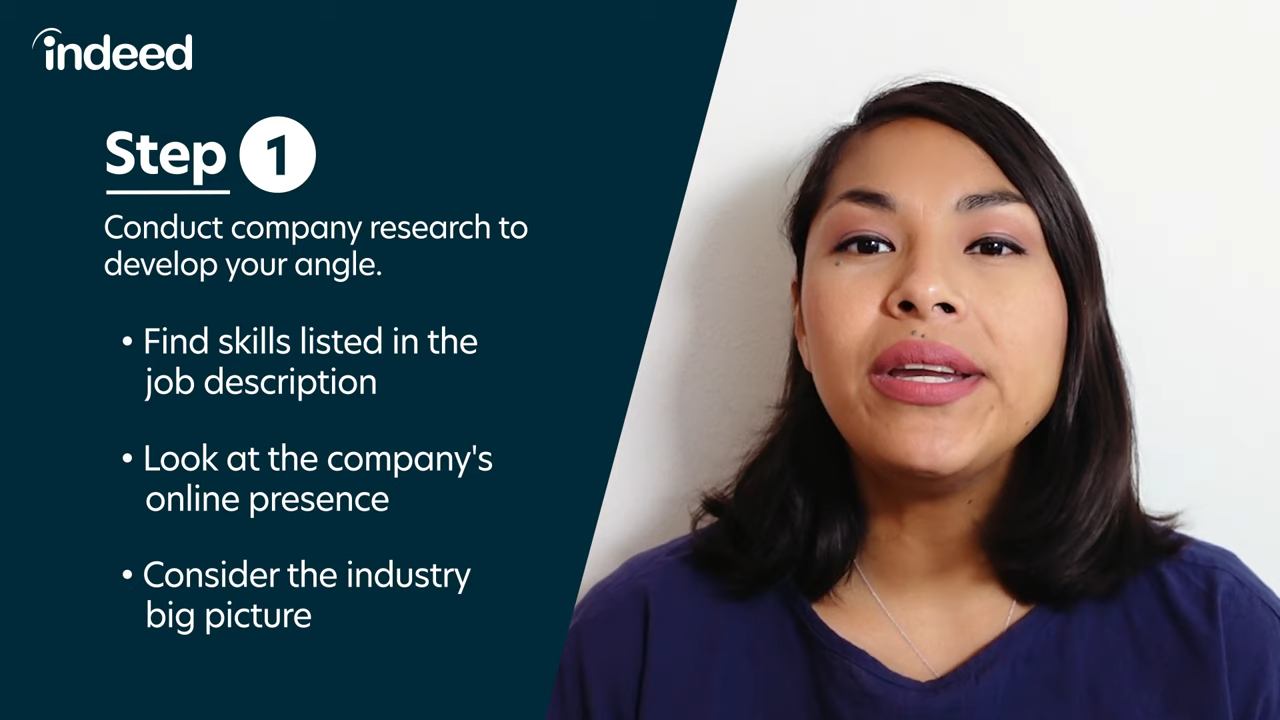 indeed
Step 1
Conduct company research to
develop your angle.
• Find skills listed in the
job description
• Look at the company's
online presence
• Consider the industry
big picture